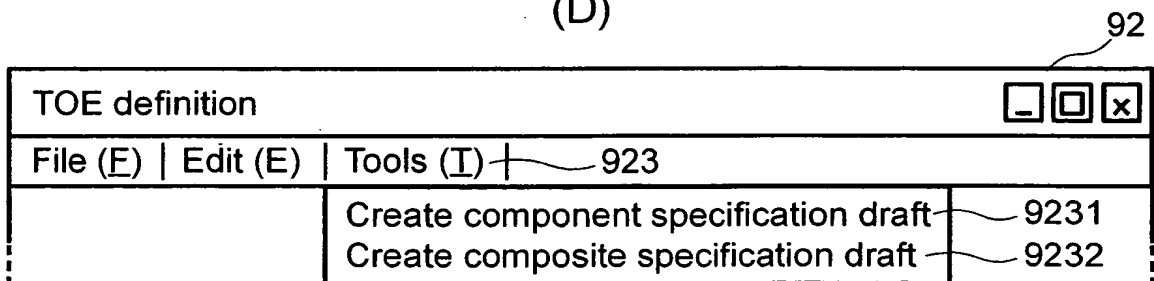 (D)
92
TOE definition
File (F) | Edit (E) | Tools (T) 923
Create component specification draft 9231
Create composite specification draft 9232